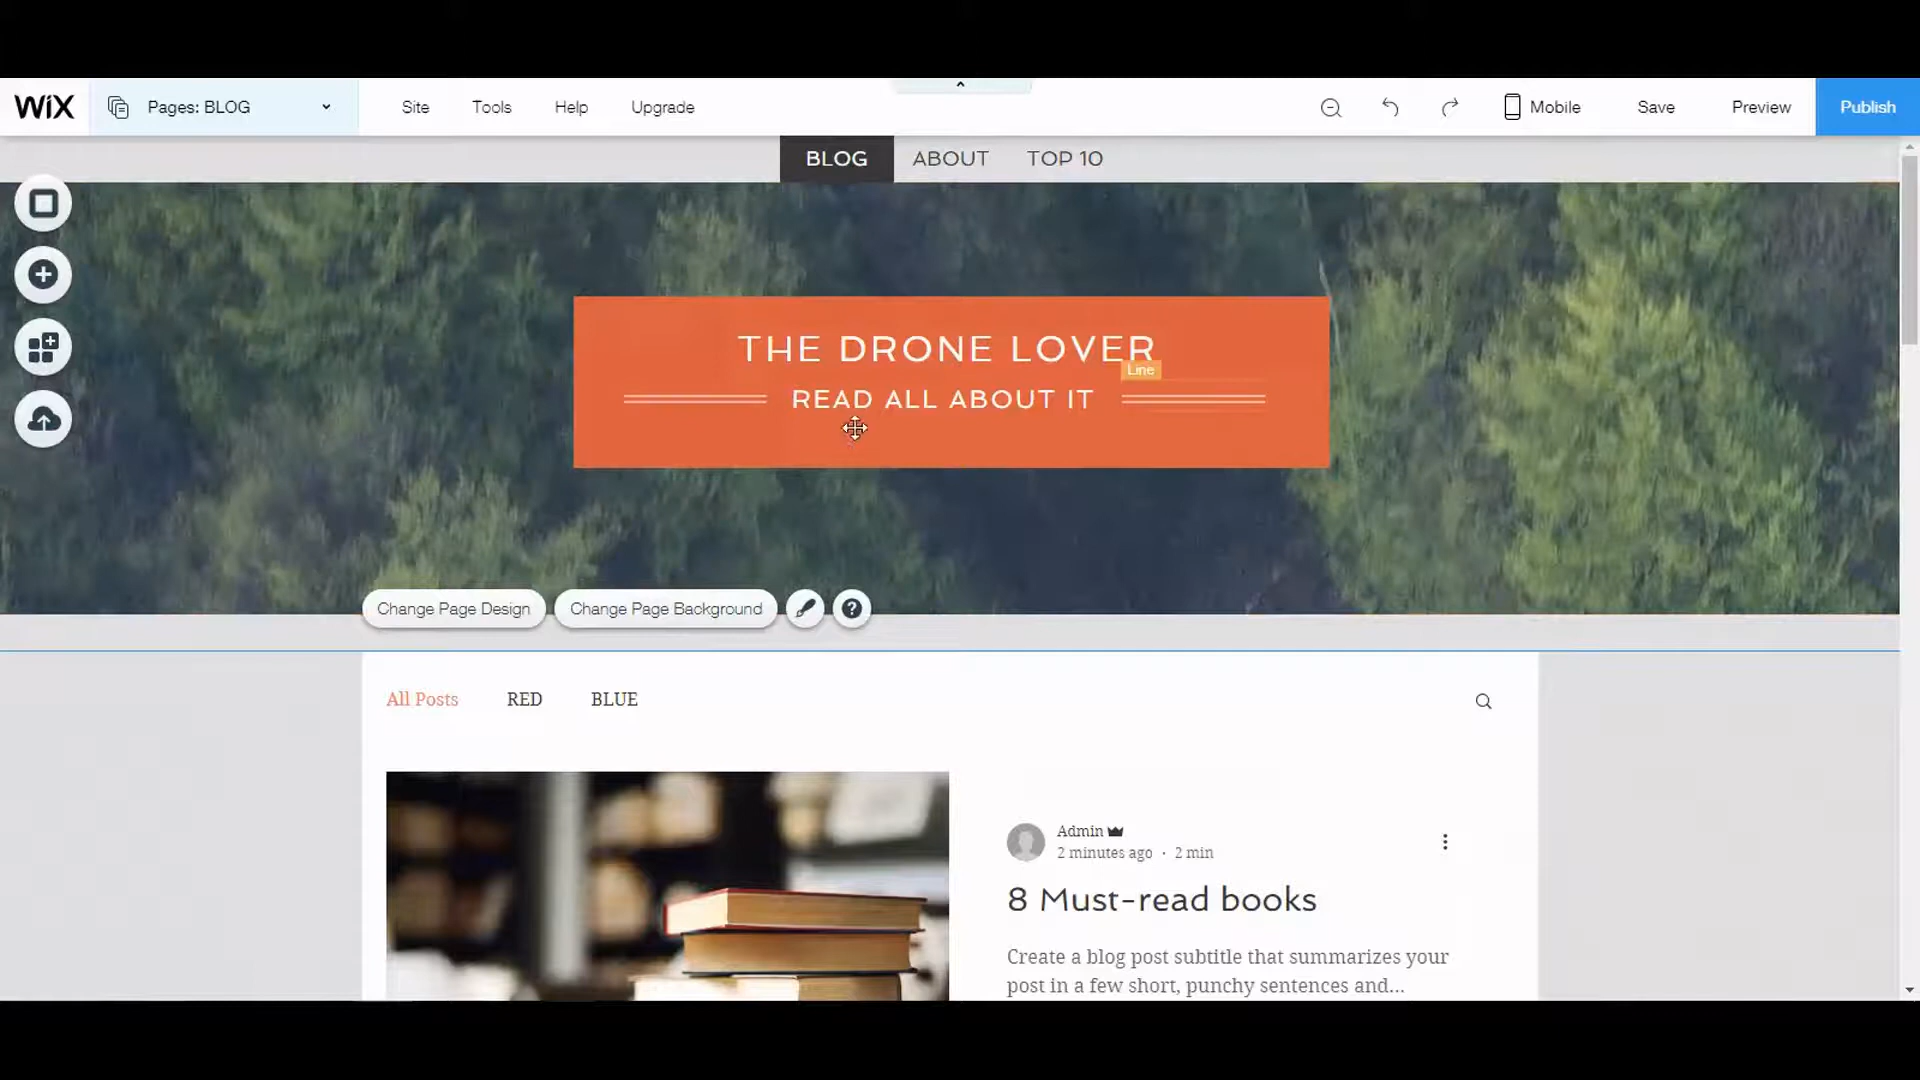 WiX Pages: BLOG Site Tools Help Upgrade Mobile Save Preview Publish
BLOG ABOUT TOP 10
THE DRONE LOVER
Line
READ ALL ABOUT IT
Change Page Design Change Page Background ?
All Posts RED BLUE
Admin
2 minutes ago · 2 min
8 Must-read books
Create a blog post subtitle that summarizes your
post in a few short, punchy sentences and...